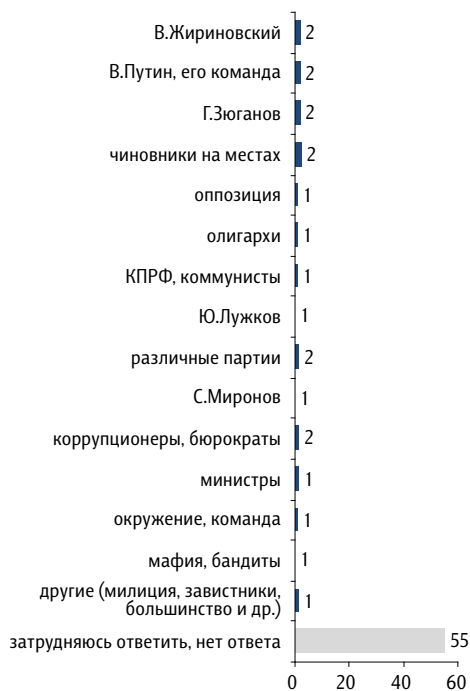 В.Жириновский 2
В.Путин, его команда 2
Г.Зюганов 2
чиновники на местах 2
оппозиция 1
олигархи 1
КПРФ, коммунисты 1
Ю.Лужков 1
различные партии 2
С.Миронов 1
коррупционеры, бюрократы 2
министры 1
окружение, команда 1
мафия, бандиты 1
другие (милиция, завистники,
большинство и др.) 1
затрудняюсь ответить, нет ответа 55
0 20 40 60